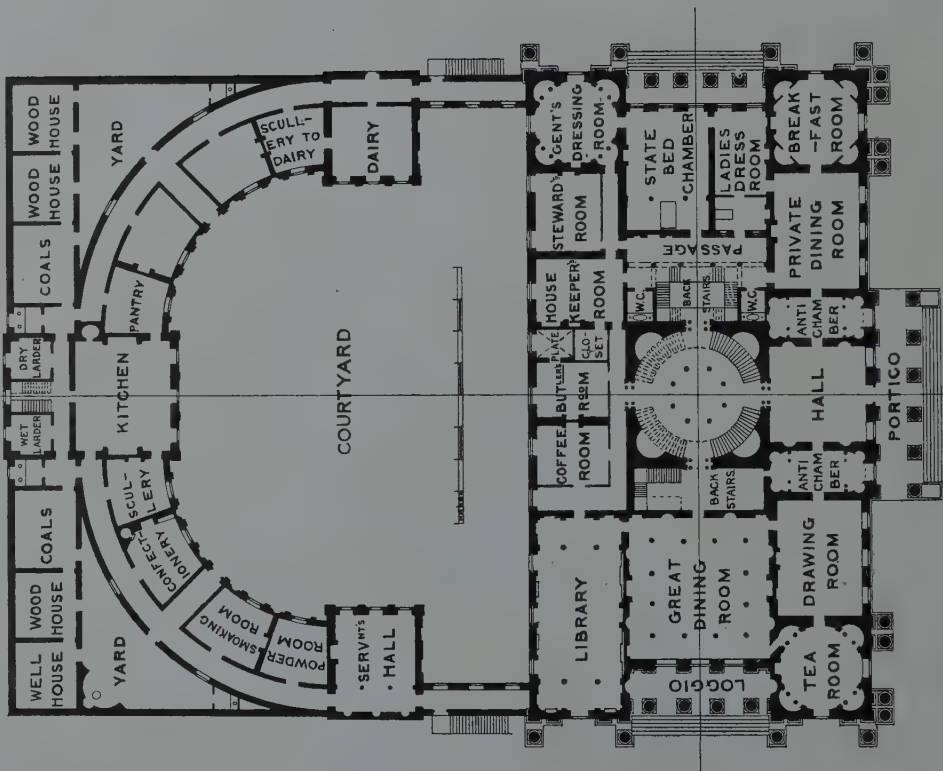 WOOD
HOUSE
WOOD
HOUSE
COALS
YARD
SCULL-
ERY TO
DAIRY
DAIRY
PANTRY
DRY
LARDER
WET
LARDER
KITCHEN
SCUL-
LERY
CONFECT-
IONERY
SMOAKING
ROOM
POWDER
ROOM
SERVNT'S
HALL
COALS
WOOD
HOUSE
WELL
HOUSE
YARD
COURTYARD
GENT'S
DRESSING
ROOM
STEWARD'S
ROOM
HOUSE
KEEPER'S
ROOM
PLATE
CLO-
SET
BUTLER'S
ROOM
COFFEE
ROOM
LIBRARY
STATE
BED
CHAMBER
LADIES
DRESS
ROOM
PASSAGE
W.C.
BACK
STAIRS
W.C.
BACK
STAIRS
GREAT
DINING
ROOM
LOGGIO
BREAK
-FAST
ROOM
PRIVATE
DINING
ROOM
ANTI
CHAM
BER
HALL
PORTICO
ANTI
CHAM
BER
DRAWING
ROOM
TEA
ROOM